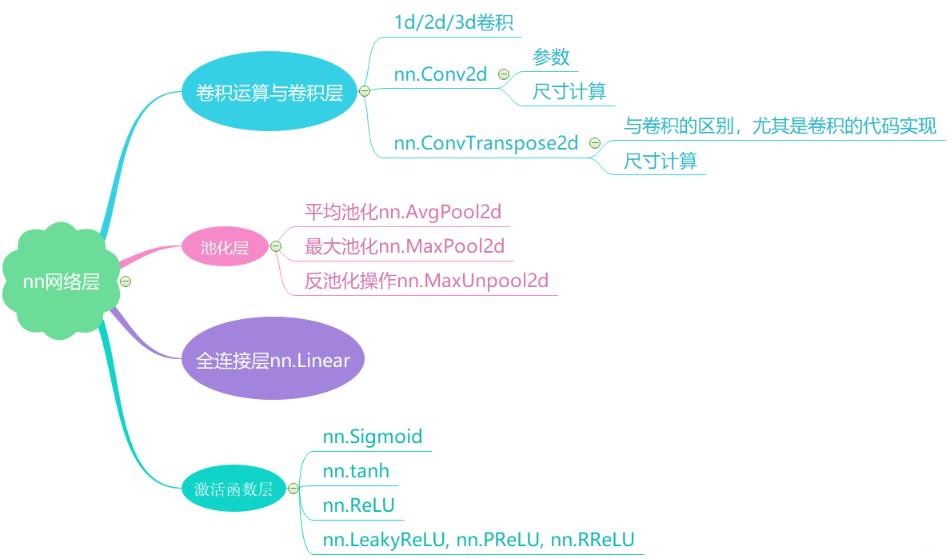 nn网络层
卷积运算与卷积层
1d/2d/3d卷积
nn.Conv2d
参数
尺寸计算
nn.ConvTranspose2d
与卷积的区别，尤其是卷积的代码实现
尺寸计算
池化层
平均池化nn.AvgPool2d
最大池化nn.MaxPool2d
反池化操作nn.MaxUnpool2d
全连接层nn.Linear
激活函数层
nn.Sigmoid
nn.tanh
nn.ReLU
nn.LeakyReLU, nn.PReLU, nn.RReLU